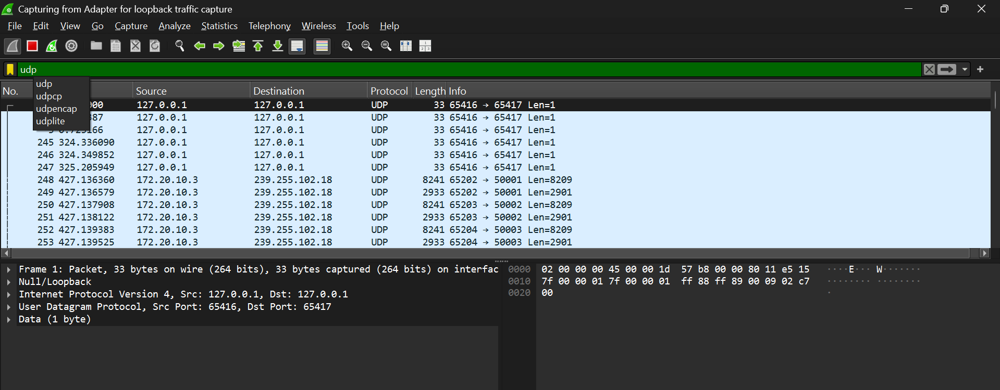 Capturing from Adapter for loopback traffic capture
File Edit View Go Capture Analyze Statistics Telephony Wireless Tools Help
udp
udp
udpcp
udpencap
udplite
No. Source Destination Protocol Length Info
127.0.0.1 127.0.0.1 UDP 33 65416 → 65417 Len=1
127.0.0.1 127.0.0.1 UDP 33 65416 → 65417 Len=1
127.0.0.1 127.0.0.1 UDP 33 65416 → 65417 Len=1
245 324.336090 127.0.0.1 127.0.0.1 UDP 33 65416 → 65417 Len=1
246 324.349852 127.0.0.1 127.0.0.1 UDP 33 65416 → 65417 Len=1
247 325.205949 127.0.0.1 127.0.0.1 UDP 33 65416 → 65417 Len=1
248 427.136360 172.20.10.3 239.255.102.18 UDP 8241 65202 → 50001 Len=8209
249 427.136579 172.20.10.3 239.255.102.18 UDP 2933 65202 → 50001 Len=2901
250 427.137908 172.20.10.3 239.255.102.18 UDP 8241 65203 → 50002 Len=8209
251 427.138122 172.20.10.3 239.255.102.18 UDP 2933 65203 → 50002 Len=2901
252 427.139383 172.20.10.3 239.255.102.18 UDP 8241 65204 → 50003 Len=8209
253 427.139525 172.20.10.3 239.255.102.18 UDP 2933 65204 → 50003 Len=2901
Frame 1: Packet, 33 bytes on wire (264 bits), 33 bytes captured (264 bits) on interfac
Null/Loopback
Internet Protocol Version 4, Src: 127.0.0.1, Dst: 127.0.0.1
User Datagram Protocol, Src Port: 65416, Dst Port: 65417
Data (1 byte)
0000 02 00 00 00 45 00 00 1d 57 b8 00 00 80 11 e5 15 ····E··· W·······
0010 7f 00 00 01 7f 00 00 01 ff 88 ff 89 00 09 02 c7 ········ ········
0020 00 ·